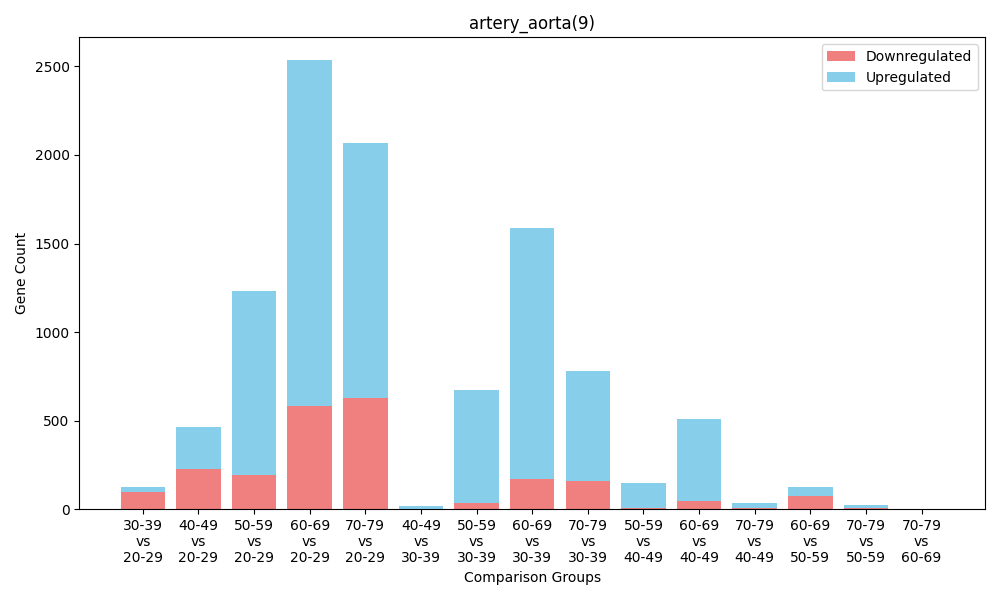 artery_aorta(9)
Downregulated
Upregulated
Gene Count
2500
2000
1500
1000
500
0
30-39 vs 20-29
40-49 vs 20-29
50-59 vs 20-29
60-69 vs 20-29
70-79 vs 20-29
40-49 vs 30-39
50-59 vs 30-39
60-69 vs 30-39
70-79 vs 30-39
50-59 vs 40-49
60-69 vs 40-49
70-79 vs 40-49
60-69 vs 50-59
70-79 vs 50-59
70-79 vs 60-69
Comparison Groups